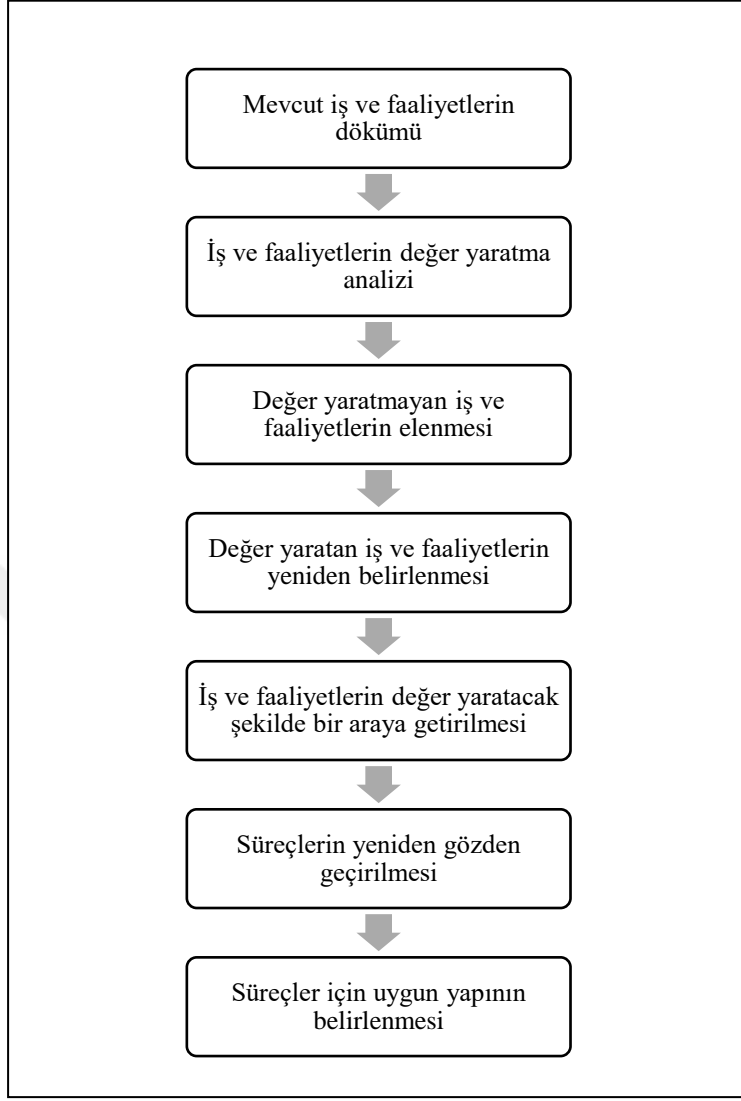 Mevcut iş ve faaliyetlerin
dökümü
İş ve faaliyetlerin değer yaratma
analizi
Değer yaratmayan iş ve
faaliyetlerin elenmesi
Değer yaratan iş ve faaliyetlerin
yeniden belirlenmesi
İş ve faaliyetlerin değer yaratacak
şekilde bir araya getirilmesi
Süreçlerin yeniden gözden
geçirilmesi
Süreçler için uygun yapının
belirlenmesi